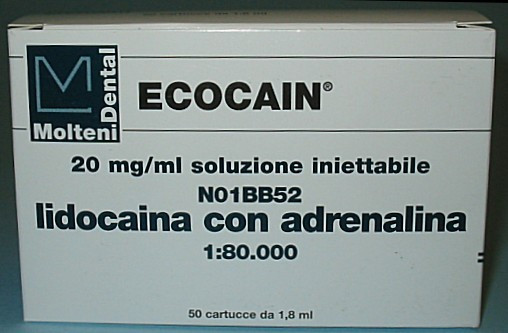 Molteni Dental
ECOCAIN®
20 mg/ml soluzione iniettabile
N01BB52
lidocaina con adrenalina
1:80.000
50 cartucce da 1,8 ml